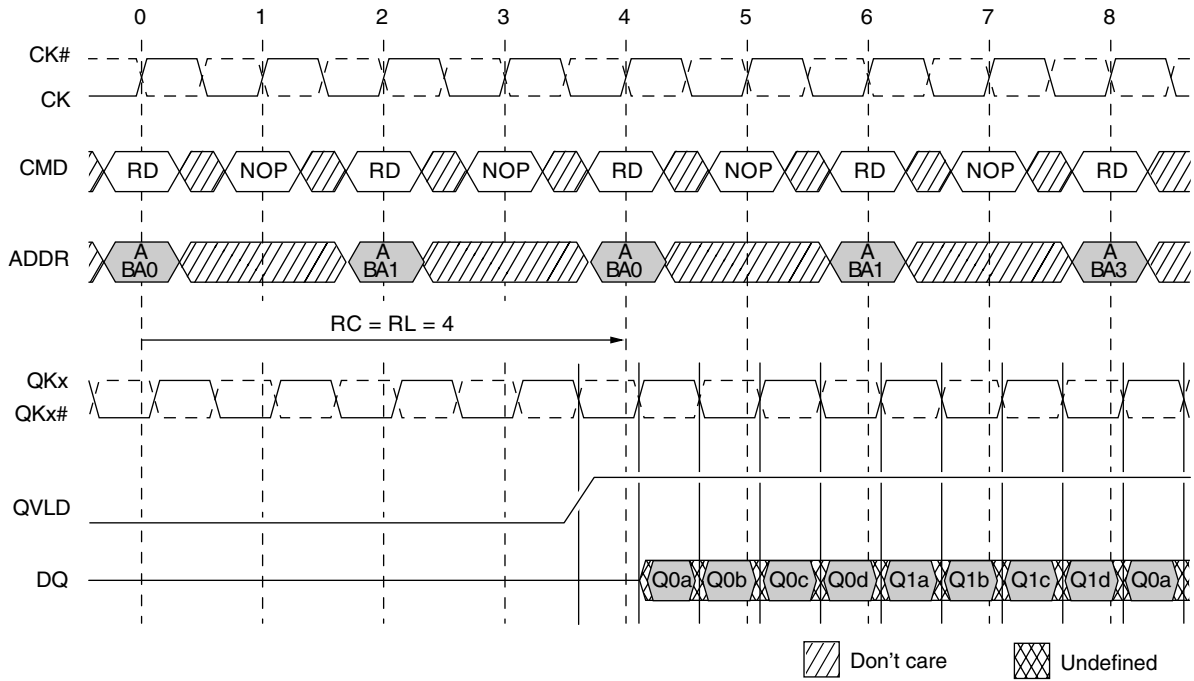 0 1 2 3 4 5 6 7 8
CK#
CK
CMD RD NOP RD NOP RD NOP RD NOP RD
ADDR A A A A A
BA0 BA1 BA0 BA1 BA3
RC = RL = 4
QKx
QKx#
QVLD
DQ Q0a Q0b Q0c Q0d Q1a Q1b Q1c Q1d Q0a
Don't care Undefined